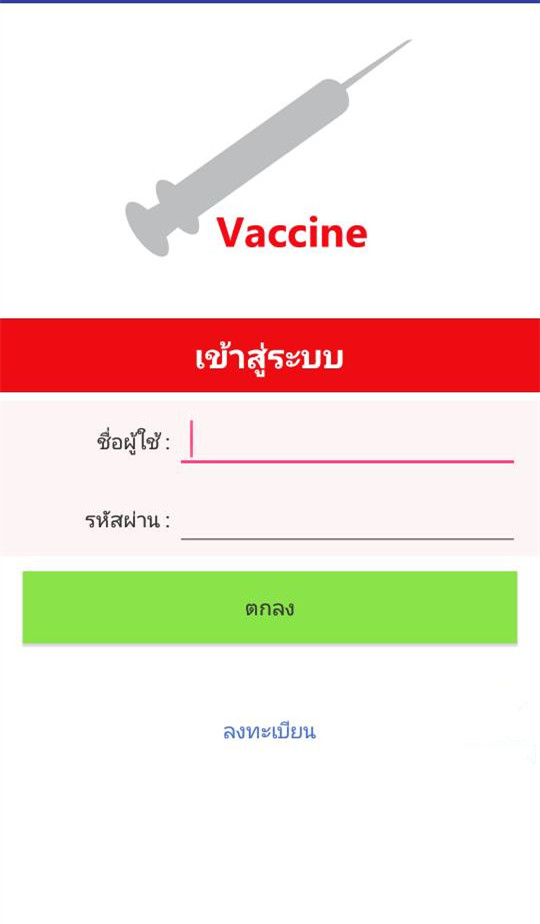 Vaccine
เข้าสู่ระบบ
ชื่อผู้ใช้ :
รหัสผ่าน :
ตกลง
ลงทะเบียน